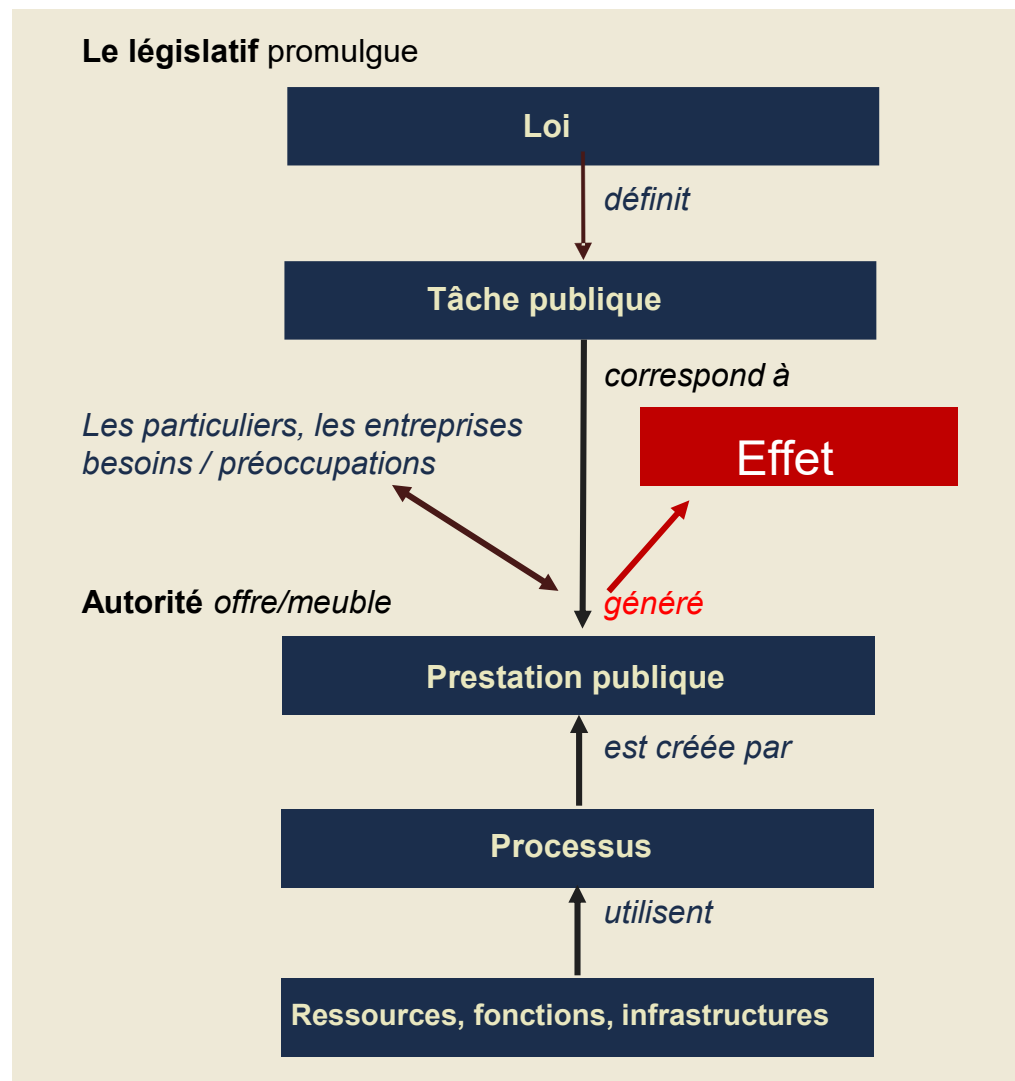 Le législatif promulgue
Loi
définit
Tâche publique
correspond à
Les particuliers, les entreprises
besoins / préoccupations
Effet
Autorité offre/meuble
généré
Prestation publique
est créée par
Processus
utilisent
Ressources, fonctions, infrastructures